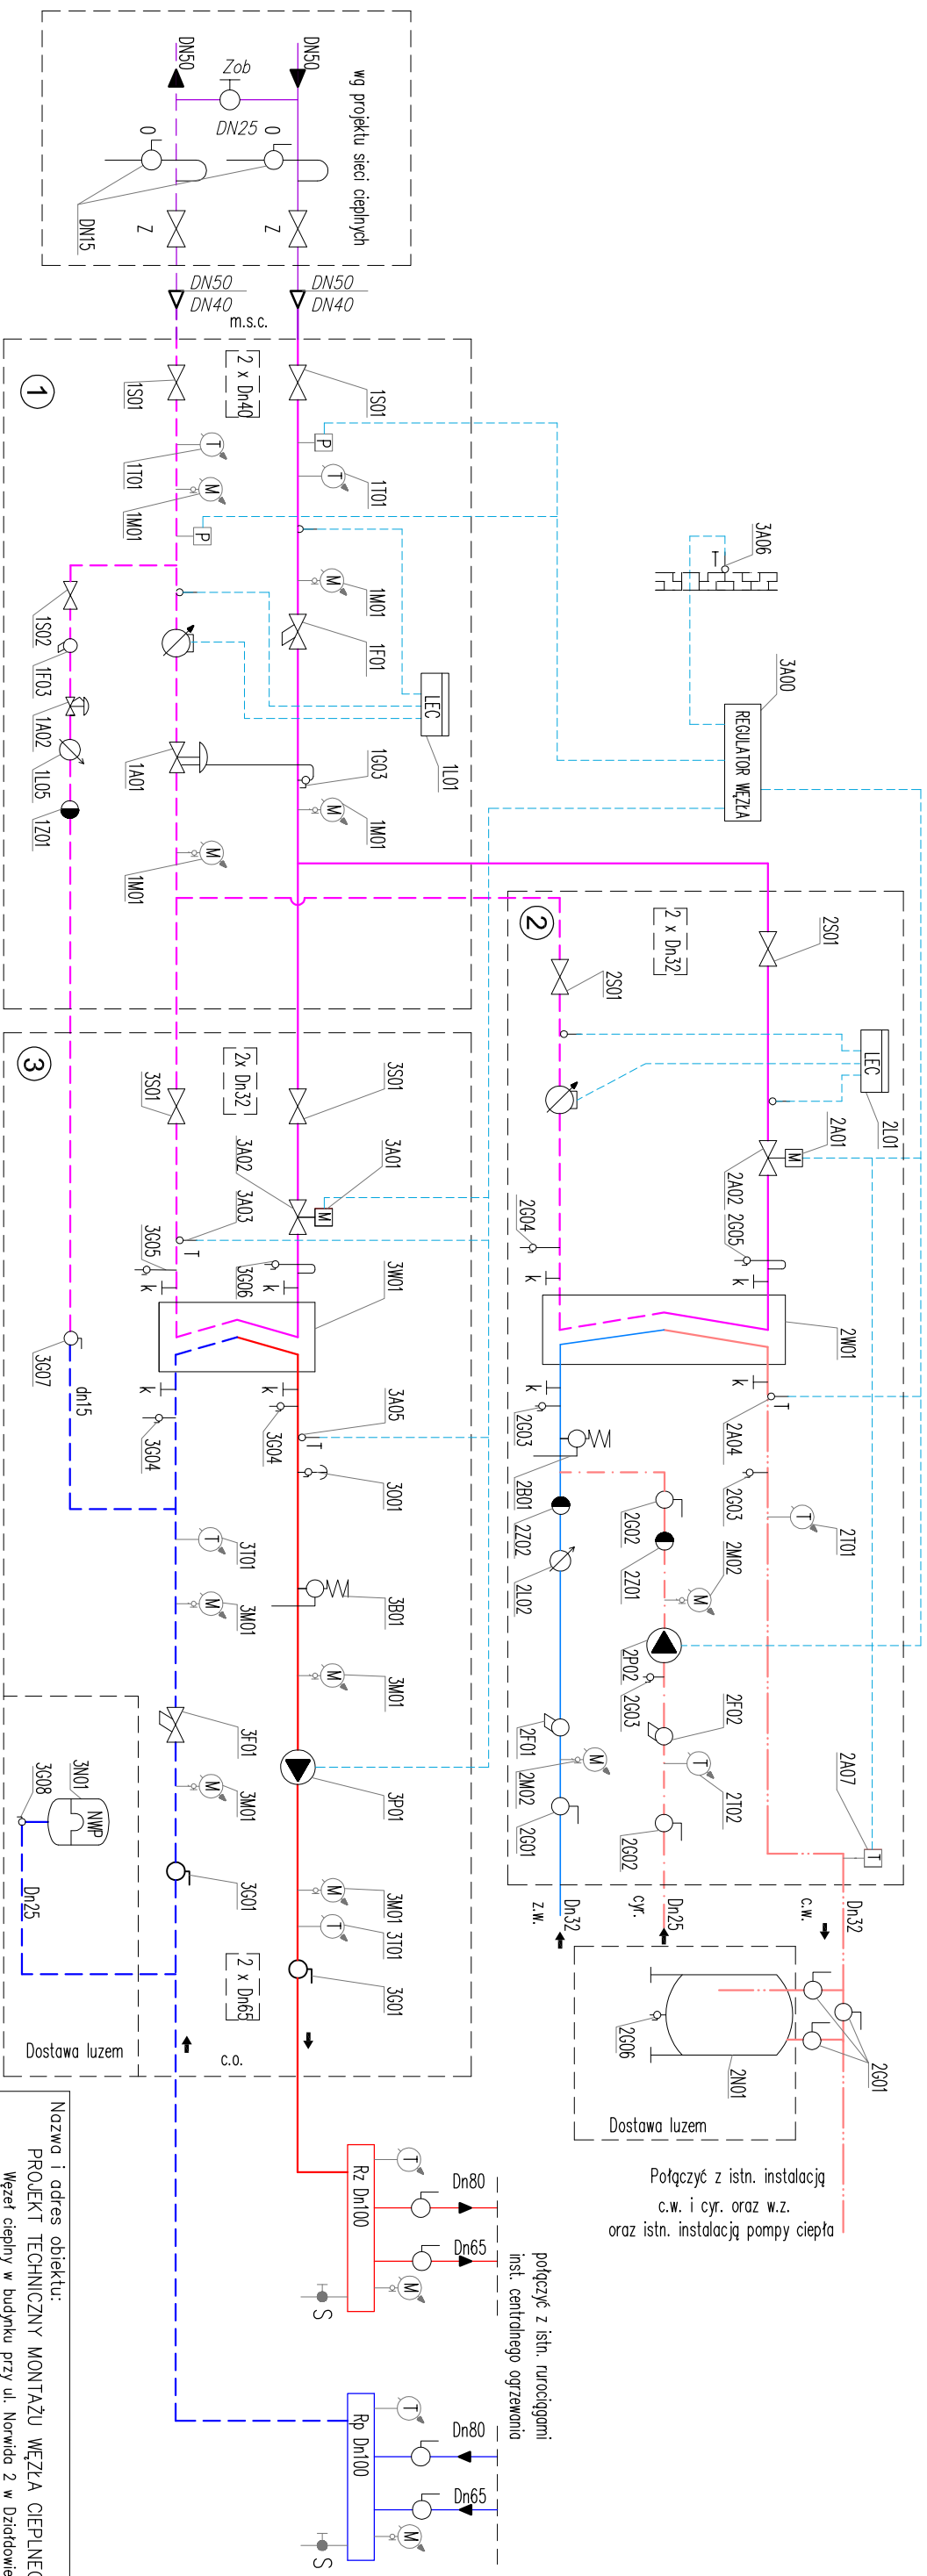 wg projektu sieci cieplnych
DN50
DN50
Zob
DN25
O
O
Z
Z
DN15
DN50
DN40
DN50
DN40
m.s.c.
1
2 x Dn40
1S01
1S01
P
T
1T01
T
1T01
M
1M01
P
M
1M01
1F01
LEC
1L01
1G03
M
1M01
1A01
M
1M01
1S02
1F03
1A02
1L05
1Z01
3A06
T
3A00
REGULATOR WĘZŁA
2
2 x Dn32
2S01
2S01
LEC
2L01
M
2A01
2A02
2G05
k
2G04
k
2W01
k
T
2A04
2G03
T
2T01
k
2G03
2B01
2Z02
2L02
2G02
2Z01
M
2M02
2P02
2G03
2F02
T
2T02
2G02
2F01
M
2M02
2G01
T
2A07
Dn32
c.w.
Dn25
cyr.
Dn32
z.w.
2G01
2N01
2G06
Dostawa luzem
Połączyć z istn. instalacją
c.w. i cyr. oraz w.z.
oraz istn. instalacją pompy ciepła
3
2x Dn32
3S01
3S01
M
3A01
3A02
3A03
T
3G05
k
3G06
k
3W01
k
k
3G04
3G04
T
3A05
3O01
3B01
T
3T01
M
3M01
M
3M01
3P01
3F01
M
3M01
3G01
M
3M01
T
3T01
3G01
2 x Dn65
3G07
dn15
3N01
NWP
3G08
Dn25
Dostawa luzem
c.o.
T
Rz Dn100
Dn80
Dn65
M
S
połączyć z istn. rurociągami
inst. centralnego ogrzewania
T
Rp Dn100
Dn80
Dn65
M
S
Nazwa i adres obiektu:
PROJEKT TECHNICZNY MONTAŻU WĘZŁA CIEPLNEG
Węzeł cieplny w budynku przy ul. Norwida 2 w Działdowie